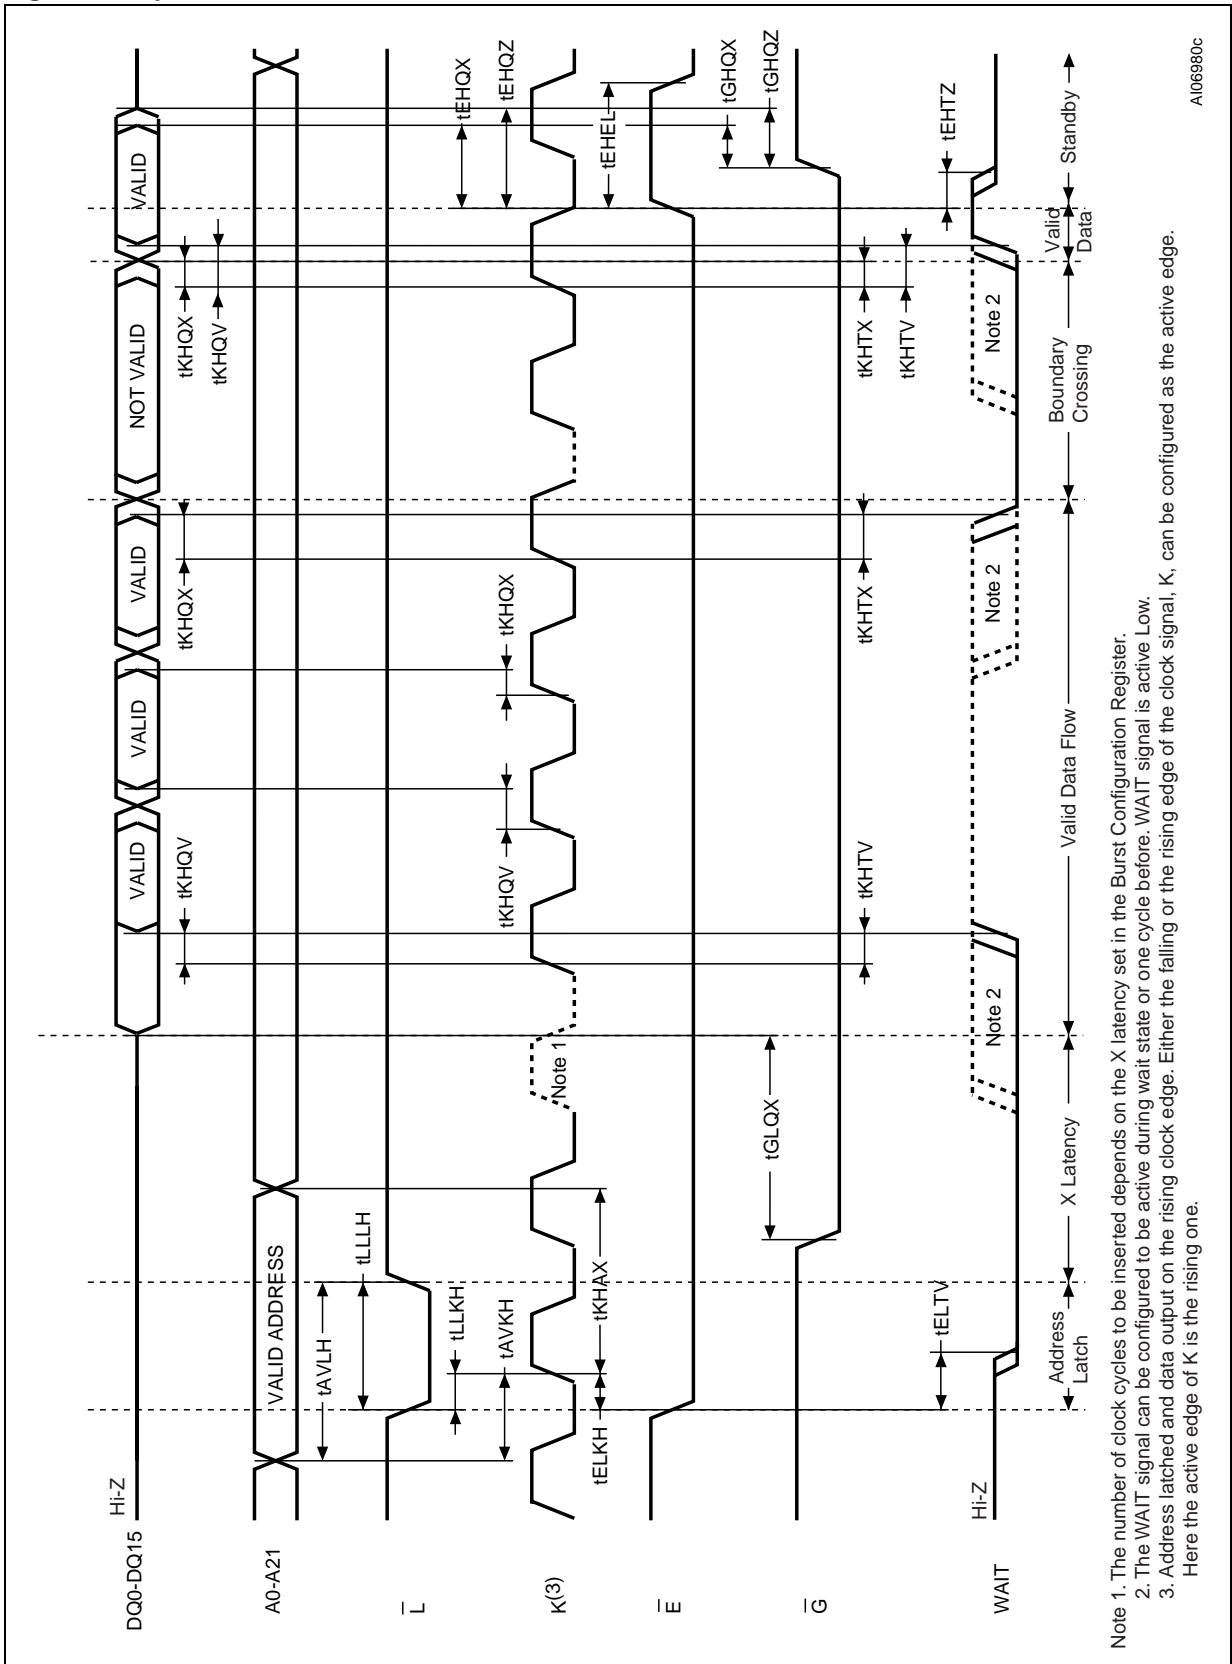 DQ0-DQ15
Hi-Z
VALID
VALID
VALID
VALID
NOT VALID
VALID
tKHQV
tKHQX
tKHQX
tKHQV
A0-A21
VALID ADDRESS
tAVLH
L
tLLLH
tLLKH
tAVKH
tKHQV
tKHQX
tEHQX
tEHQZ
K(3)
Note 1
tELKH
tKHAX
tEHEL
E
G
tGLQX
tGHQX
tGHQZ
tKHTV
tKHTX
tKHTX
tKHTV
tELTV
tEHTZ
WAIT
Hi-Z
Note 2
Note 2
Note 2
Address
Latch
X Latency
Valid Data Flow
Boundary
Crossing
Valid
Data
Standby
Note 1. The number of clock cycles to be inserted depends on the X latency set in the Burst Configuration Register.
2. The WAIT signal can be configured to be active during wait state or one cycle before. WAIT signal is active Low.
3. Address latched and data output on the rising clock edge. Either the falling or the rising edge of the clock signal, K, can be configured as the active edge.
Here the active edge of K is the rising one.
AI06980c